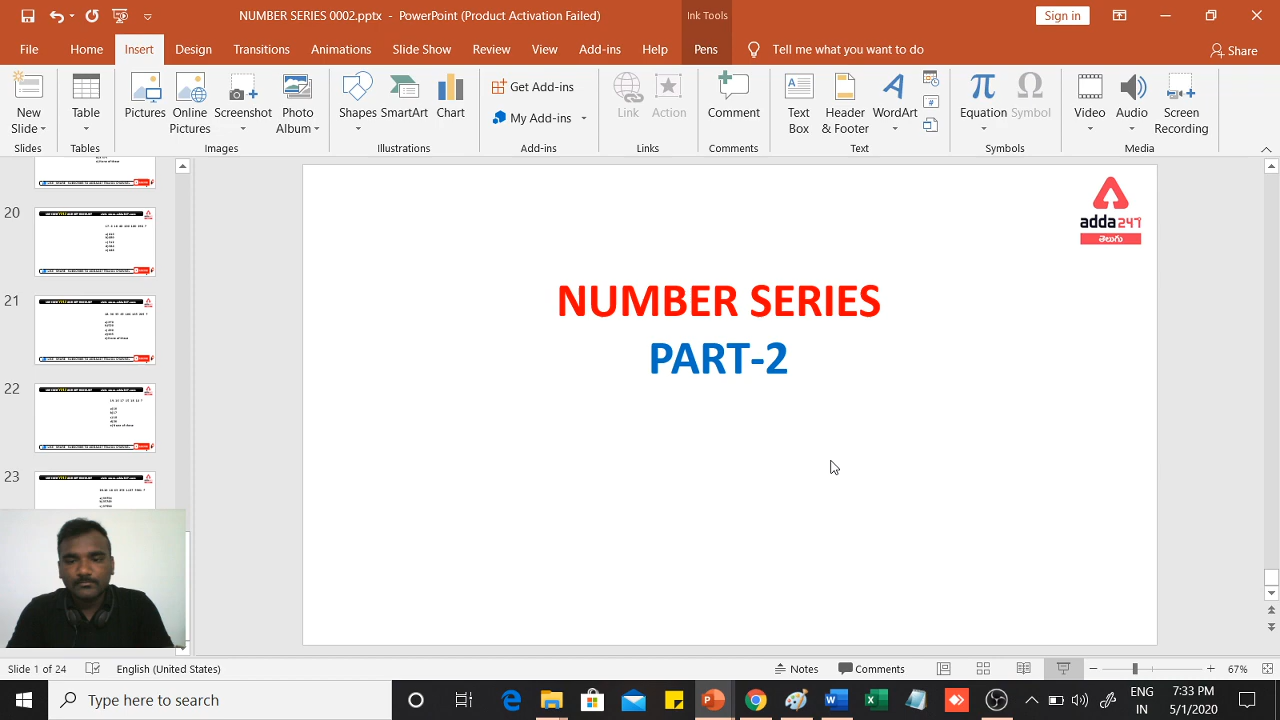 NUMBER SERIES 0002.pptx - PowerPoint (Product Activation Failed)
Ink Tools
Sign in
File Home Insert Design Transitions Animations Slide Show Review View Add-ins Help Pens Tell me what you want to do Share
New Slide
Table
Pictures
Online Pictures
Screenshot
Photo Album
Shapes
SmartArt
Chart
Get Add-ins
My Add-ins
Link
Action
Comment
Text Box
Header & Footer
WordArt
Equation
Symbol
Video
Audio
Screen Recording
Slides Tables Images Illustrations Add-ins Links Comments Text Symbols Media
20
21
22
23
adda247
తెలుగు
NUMBER SERIES
PART-2
Slide 1 of 24 English (United States) Notes Comments 67%
Type here to search
ENG
IN
7:33 PM
5/1/2020